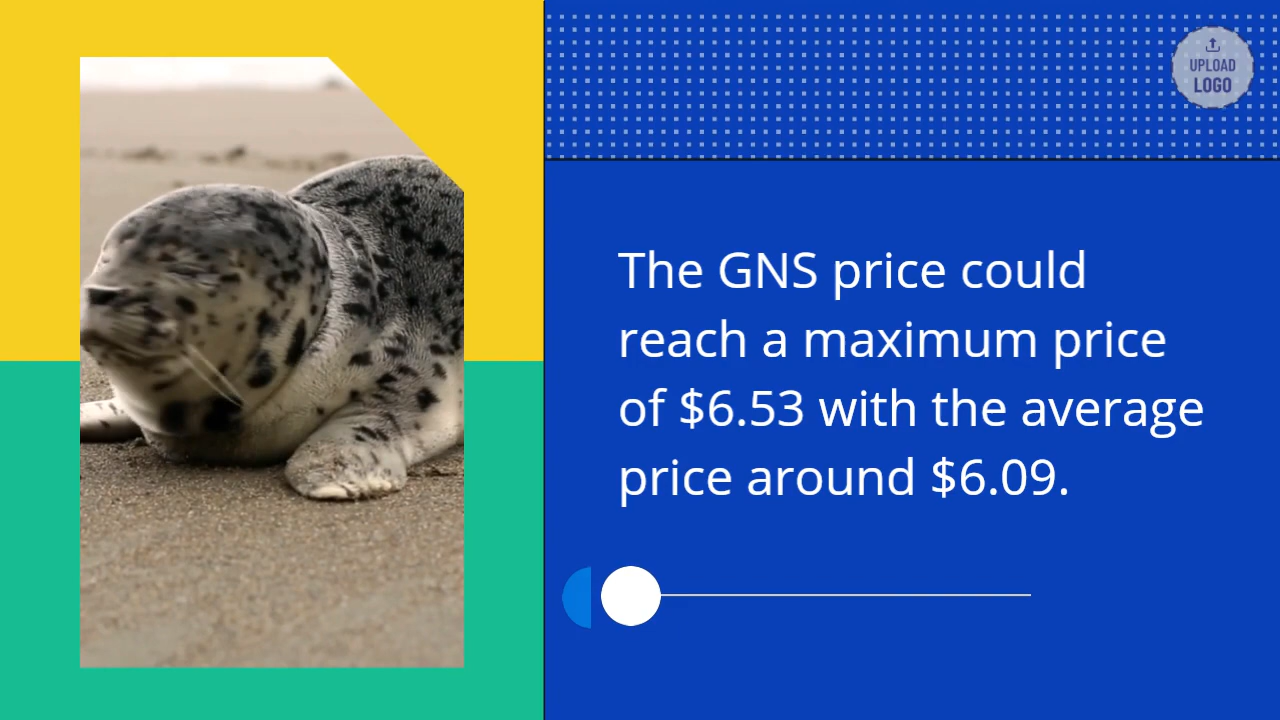 UPLOAD
LOGO
The GNS price could
reach a maximum price
of $6.53 with the average
price around $6.09.